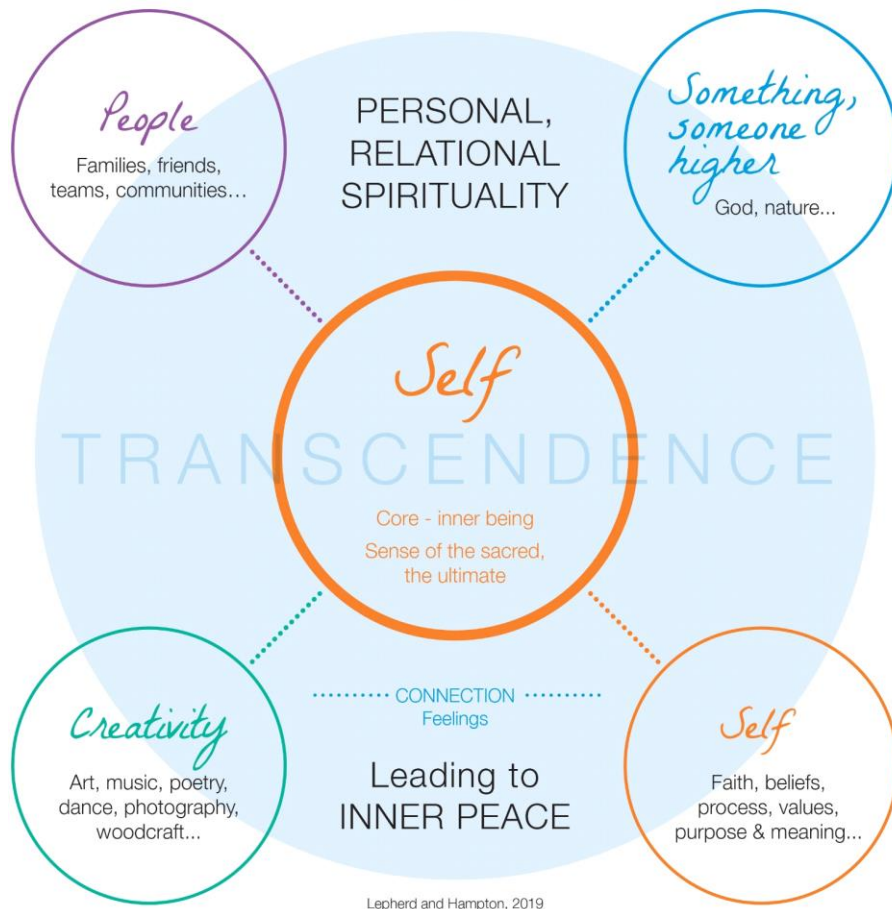 People
Families, friends,
teams, communities...
PERSONAL,
RELATIONAL
SPIRITUALITY
Something,
someone
higher
God, nature...
Self
TRANSCENDENCE
Core - inner being
Sense of the sacred,
the ultimate
Creativity
Art, music, poetry,
dance, photography,
woodcraft...
CONNECTION
Feelings
Leading to
INNER PEACE
Self
Faith, beliefs,
process, values,
purpose & meaning...
Lepherd and Hampton, 2019